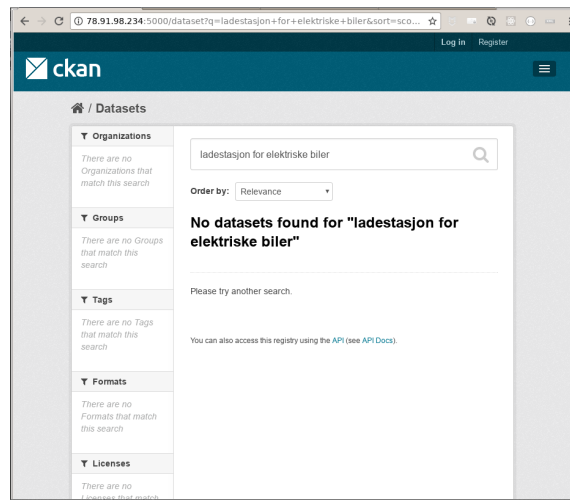 78.91.98.234:5000/dataset?q=ladestasjon+for+elektriske+biler&sort=sco...
Log in Register
ckan
/ Datasets
Organizations
There are no
Organizations that
match this search
Groups
There are no Groups
that match this
search
Tags
There are no Tags
that match this
search
Formats
There are no
Formats that match
this search
Licenses
There are no
Licenses that match
ladestasjon for elektriske biler
Order by: Relevance
No datasets found for "ladestasjon for
elektriske biler"
Please try another search.
You can also access this registry using the API (see API Docs).